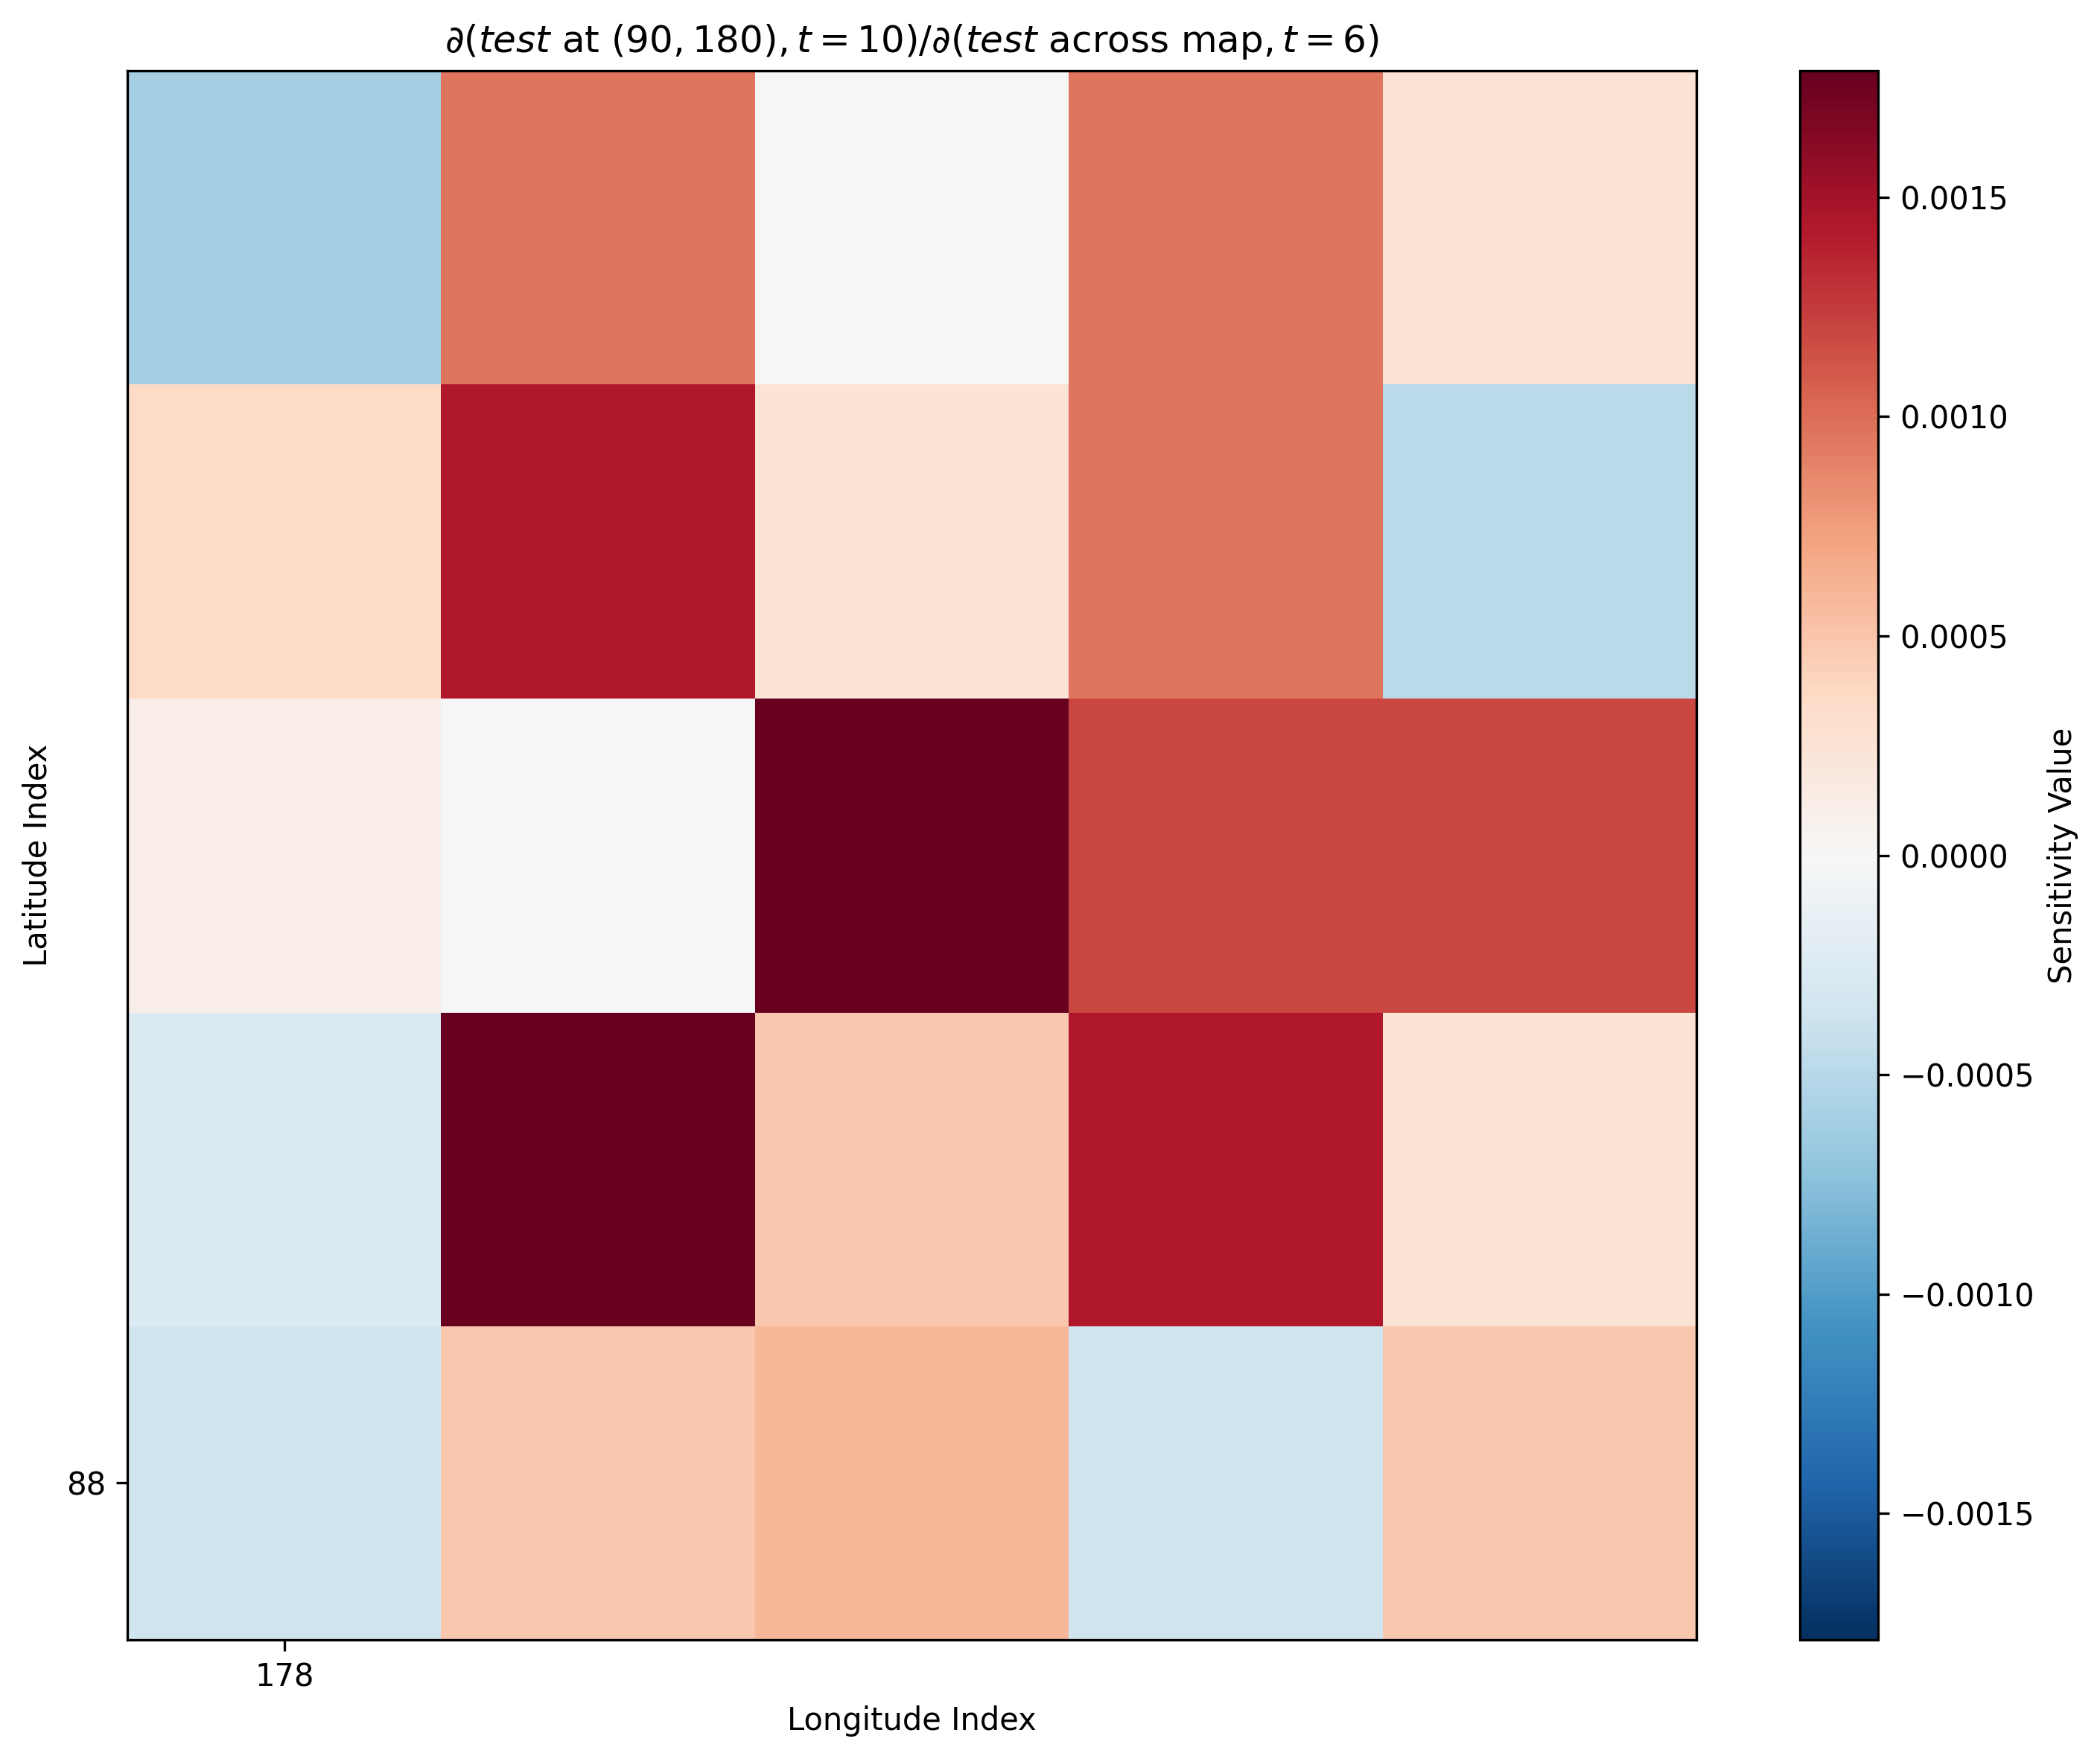 ∂(test at (90, 180), t = 10)/∂(test across map, t = 6)
0.0015
0.0010
0.0005
0.0000
−0.0005
−0.0010
−0.0015
Sensitivity Value
Latitude Index
88
178
Longitude Index